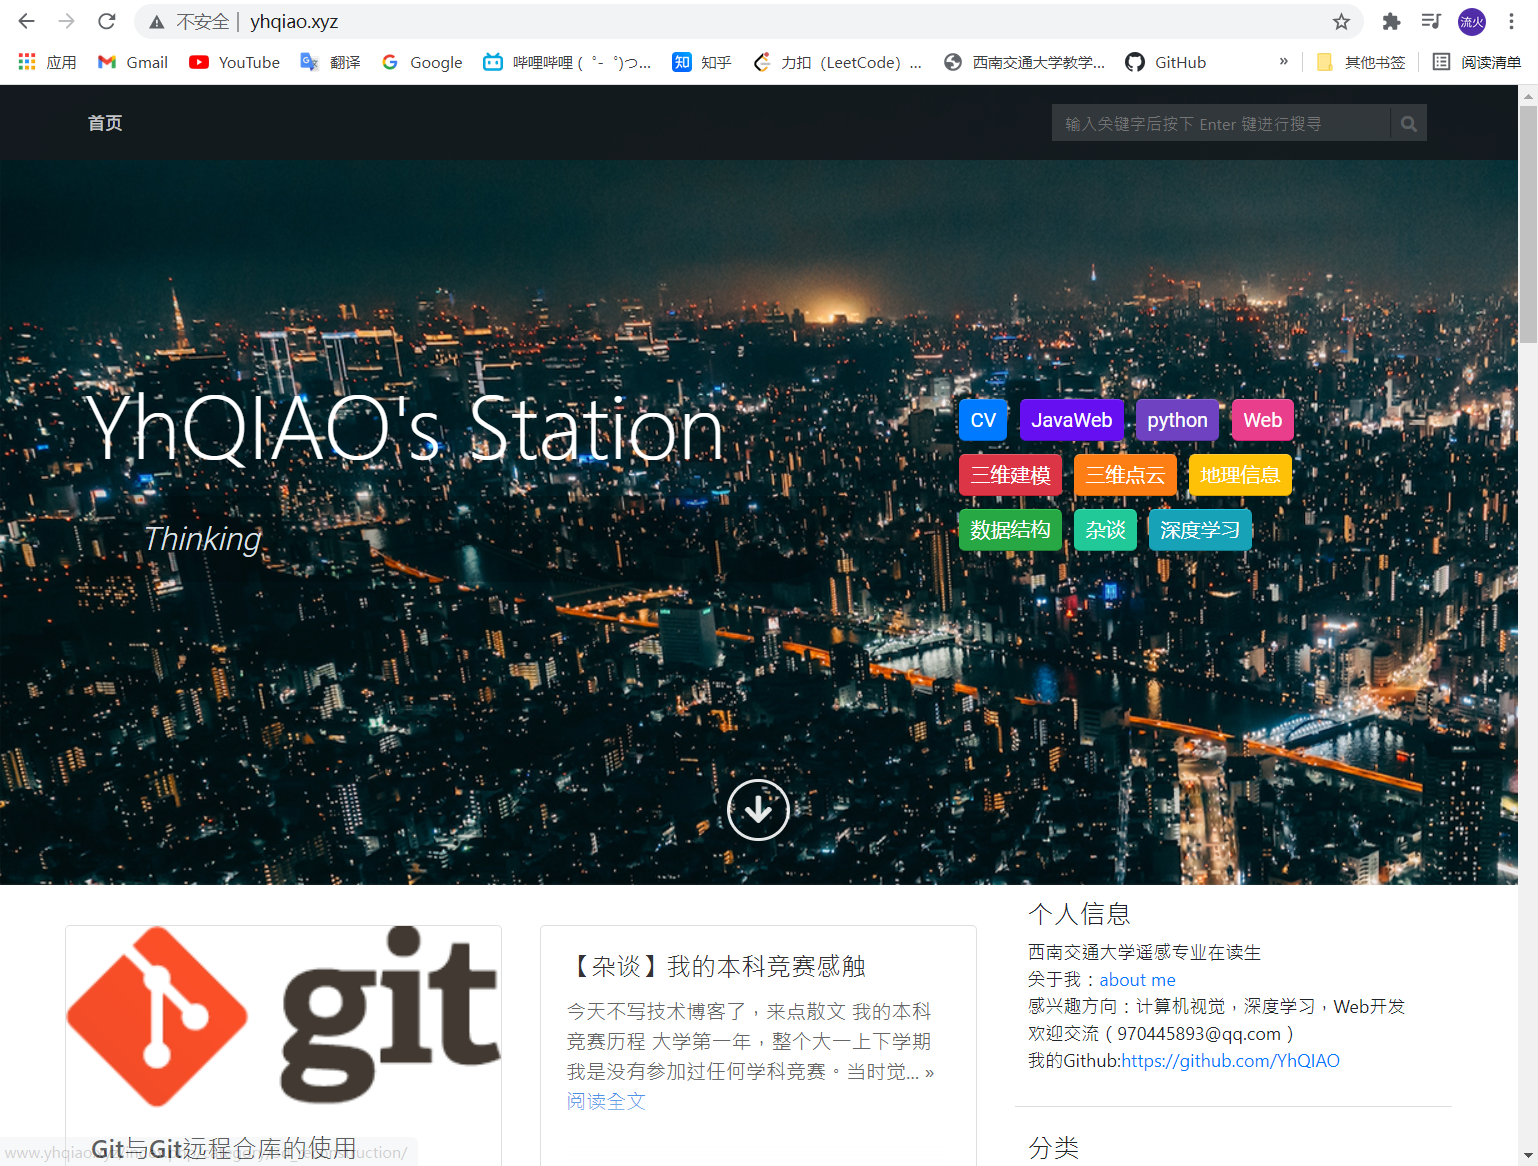 不安全 | yhqiao.xyz
流火
应用 Gmail YouTube 翻译 Google 哔哩哔哩 ( ゜- ゜)つ... 知乎 力扣（LeetCode）... 西南交通大学教学... GitHub » 其他书签 阅读清单
首页
输入关键字后按下 Enter 键进行搜寻
YhQIAO's Station
Thinking
CV JavaWeb python Web
三维建模 三维点云 地理信息
数据结构 杂谈 深度学习
git
Git与Git远程仓库的使用
【杂谈】我的本科竞赛感触
今天不写技术博客了，来点散文 我的本科
竞赛历程 大学第一年，整个大一上下学期
我是没有参加过任何学科竞赛。当时觉... »
阅读全文
个人信息
西南交通大学遥感专业在读生
关于我：about me
感兴趣方向：计算机视觉，深度学习，Web开发
欢迎交流（970445893@qq.com）
我的Github:https://github.com/YhQIAO
分类